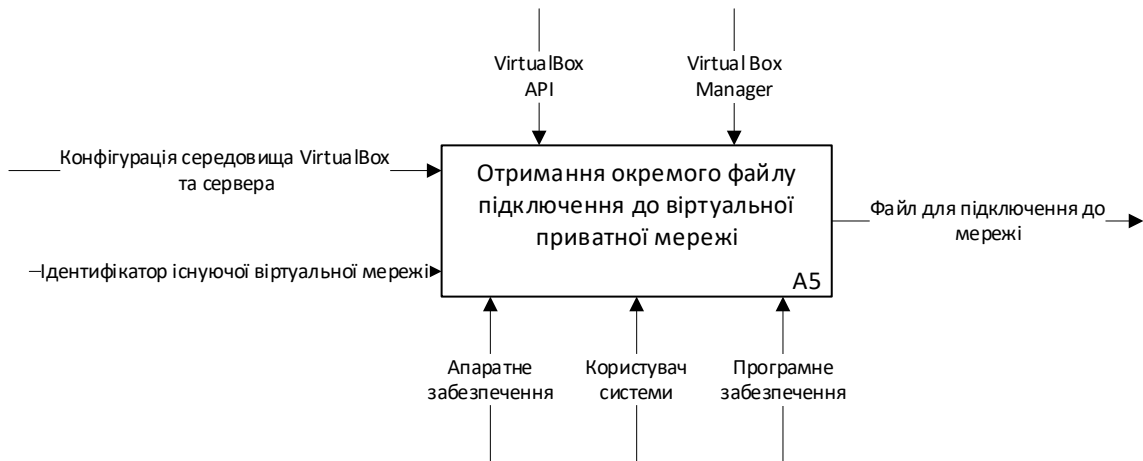 VirtualBox
API
Virtual Box
Manager
Конфігурація середовища VirtualBox
та сервера
Отримання окремого файлу
підключення до віртуальної
приватної мережі
Файл для підключення до
мережі
Ідентифікатор існуючої віртуальної мережі
A5
Апаратне
забезпечення
Користувач
системи
Програмне
забезпечення